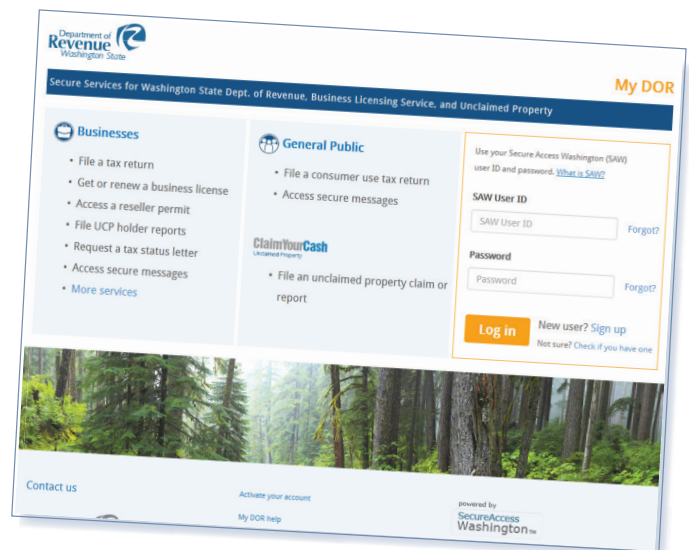 Department of
Revenue
Washington State
My DOR
Secure Services for Washington State Dept. of Revenue, Business Licensing Service, and Unclaimed Property
Businesses
• File a tax return
• Get or renew a business license
• Access a reseller permit
• File UCP holder reports
• Request a tax status letter
• Access secure messages
• More services
General Public
• File a consumer use tax return
• Access secure messages
ClaimYourCash
Unclaimed Property
• File an unclaimed property claim or
report
Use your Secure Access Washington (SAW)
user ID and password. What is SAW?
SAW User ID
SAW User ID
Forgot?
Password
Password
Forgot?
Log in
New user? Sign up
Not sure? Check if you have one
Contact us
Activate your account
My DOR help
powered by
SecureAccess
Washington TM